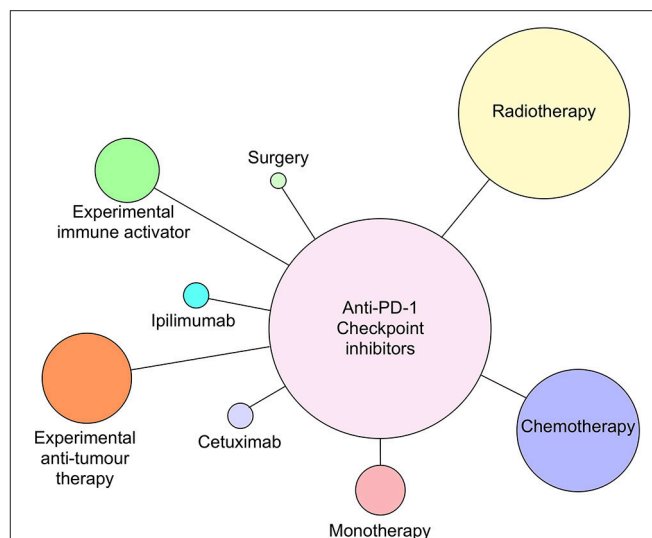 Radiotherapy
Surgery
Experimental
immune activator
Anti-PD-1
Checkpoint
inhibitors
Ipilimumab
Chemotherapy
Experimental
anti-tumour
therapy
Cetuximab
Monotherapy